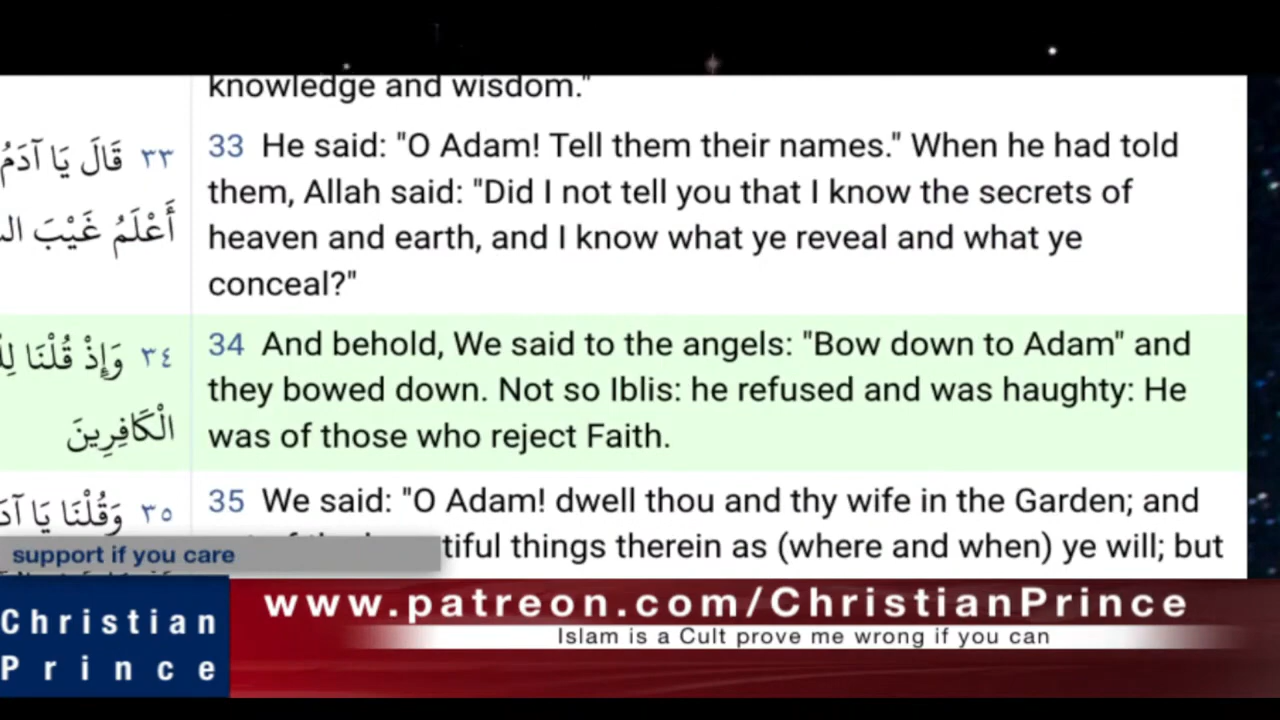 knowledge and wisdom."
٣٣ قَالَ يَا آدَمُ
أَعْلَمُ غَيْبَ
33 He said: "O Adam! Tell them their names." When he had told
them, Allah said: "Did I not tell you that I know the secrets of
heaven and earth, and I know what ye reveal and what ye
conceal?"
٣٤ وَإِذْ قُلْنَا
الْكَافِرِينَ
34 And behold, We said to the angels: "Bow down to Adam" and
they bowed down. Not so Iblis: he refused and was haughty: He
was of those who reject Faith.
٣٥ وَقُلْنَا يَا
35 We said: "O Adam! dwell thou and thy wife in the Garden; and
tiful things therein as (where and when) ye will; but
support if you care
Christian
Prince
www.patreon.com/ChristianPrince
Islam is a Cult prove me wrong if you can